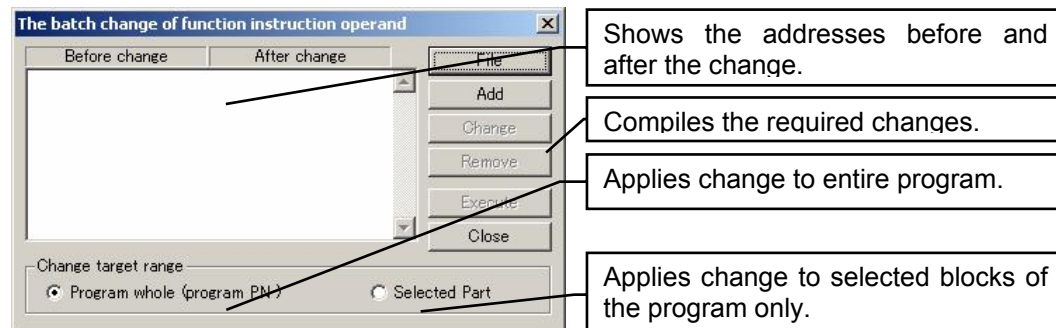 The batch change of function instruction operand
Before change
After change
File
Add
Change
Remove
Execute
Close
Change target range
Program whole (program PN-)
Selected Part
Shows the addresses before and
after the change.
Compiles the required changes.
Applies change to entire program.
Applies change to selected blocks of
the program only.